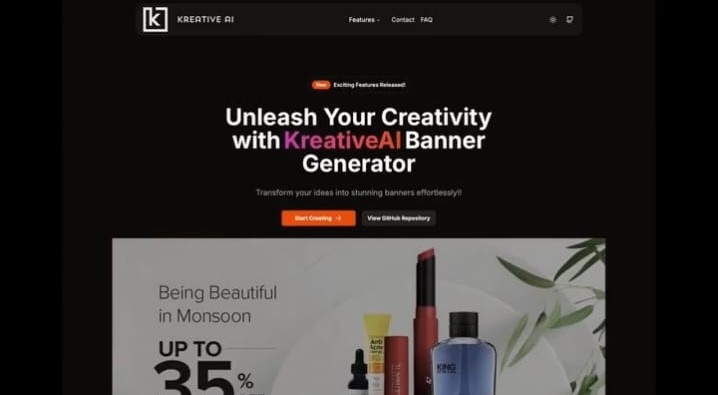 KREATIVE AI
Features
Contact
FAQ
New
Exciting Features Released!!
Unleash Your Creativity
with KreativeAI Banner
Generator
Transform your ideas into stunning banners effortlessly!!
Start Creating →
View GitHub Repository
Being Beautiful
in Monsoon
UP TO
35%
Anti
Acne
KING